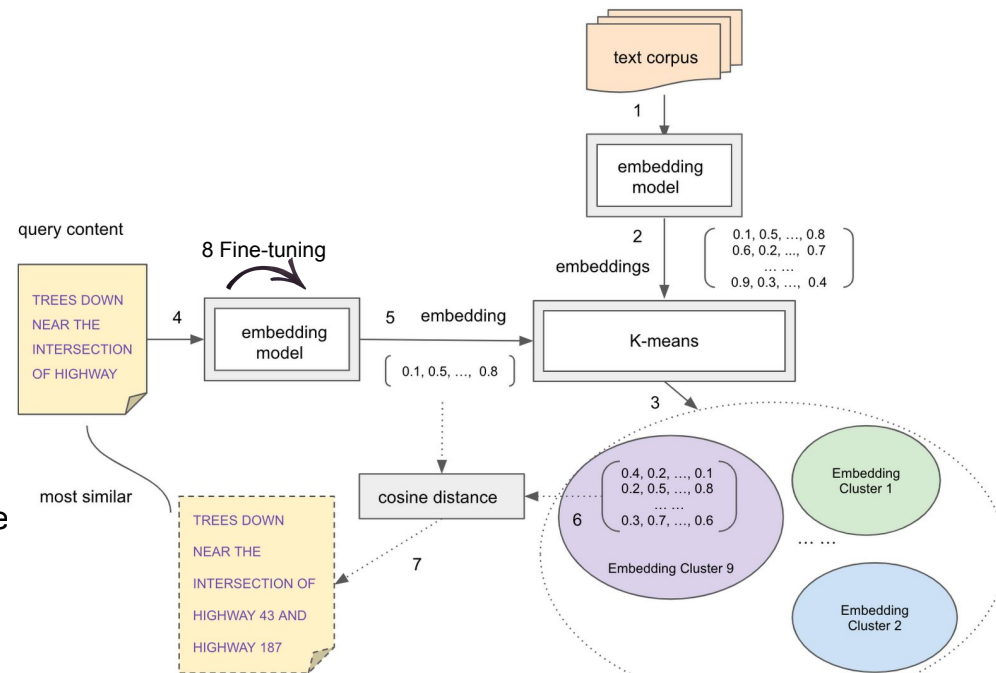 text corpus
1
embedding
model
2
embeddings
0.1, 0.5, …, 0.8
0.6, 0.2, ..., 0.7
… …
0.9, 0.3, …, 0.4
query content
8 Fine-tuning
TREES DOWN
NEAR THE
INTERSECTION
OF HIGHWAY
4
embedding
model
5 embedding
0.1, 0.5, …, 0.8
K-means
3
0.4, 0.2, …, 0.1
0.2, 0.5, …, 0.8
… …
0.3, 0.7, …, 0.6
6
Embedding Cluster 9
Embedding
Cluster 1
… …
Embedding
Cluster 2
cosine distance
7
most similar
e
TREES DOWN
NEAR THE
INTERSECTION OF
HIGHWAY 43 AND
HIGHWAY 187